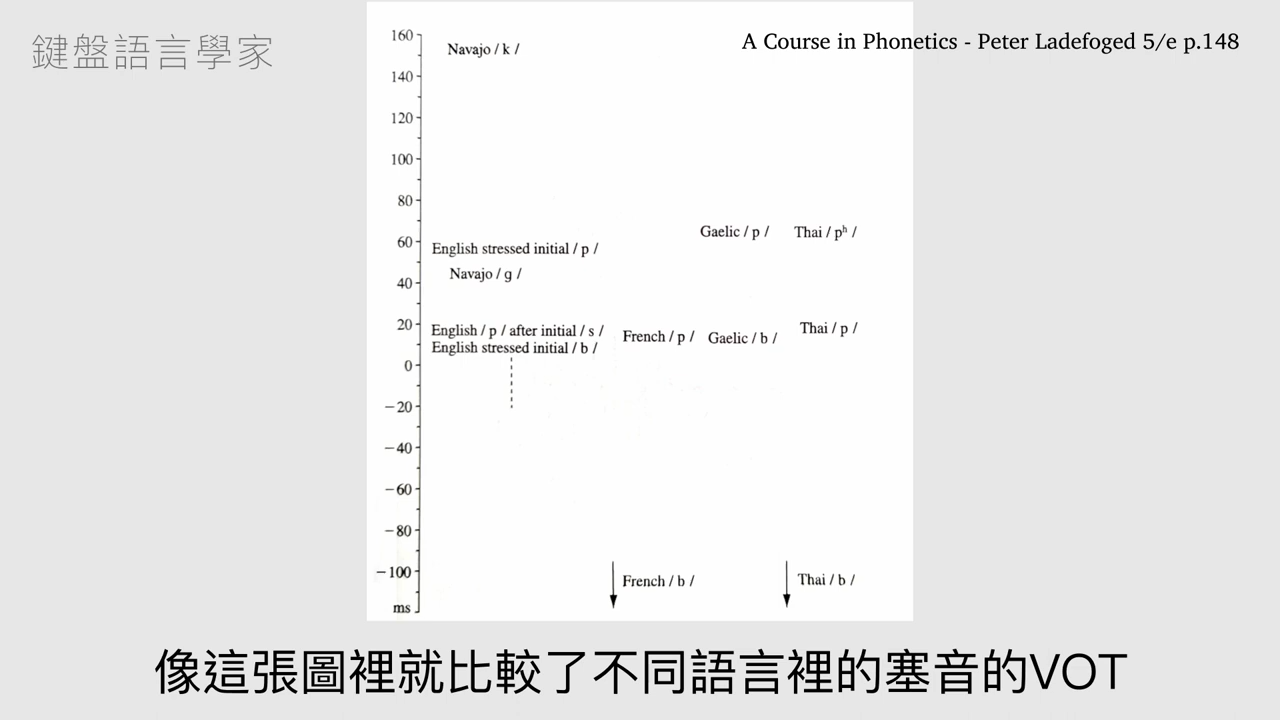 鍵盤語言學家
A Course in Phonetics - Peter Ladefoged 5/e p.148
160
Navajo / k /
140
120
100
80
Gaelic / p / Thai / pʰ /
60
English stressed initial / p /
Navajo / ɡ /
40
20
English / p / after initial / s / French / p / Gaelic / b / Thai / p /
English stressed initial / b /
0
−20
−40
−60
−80
−100
French / b / Thai / b /
ms
像這張圖裡就比較了不同語言裡的塞音的VOT